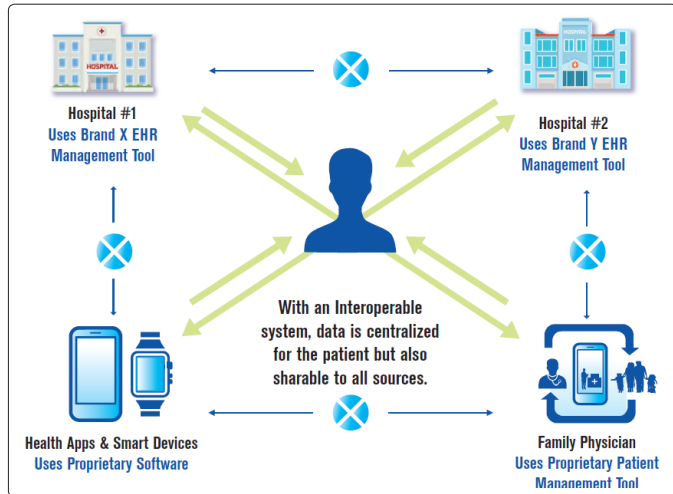 HOSPITAL
HOSPITAL
Hospital #1
Uses Brand X EHR
Management Tool
Hospital #2
Uses Brand Y EHR
Management Tool
With an Interoperable
system, data is centralized
for the patient but also
sharable to all sources.
Health Apps & Smart Devices
Uses Proprietary Software
Family Physician
Uses Proprietary Patient
Management Tool